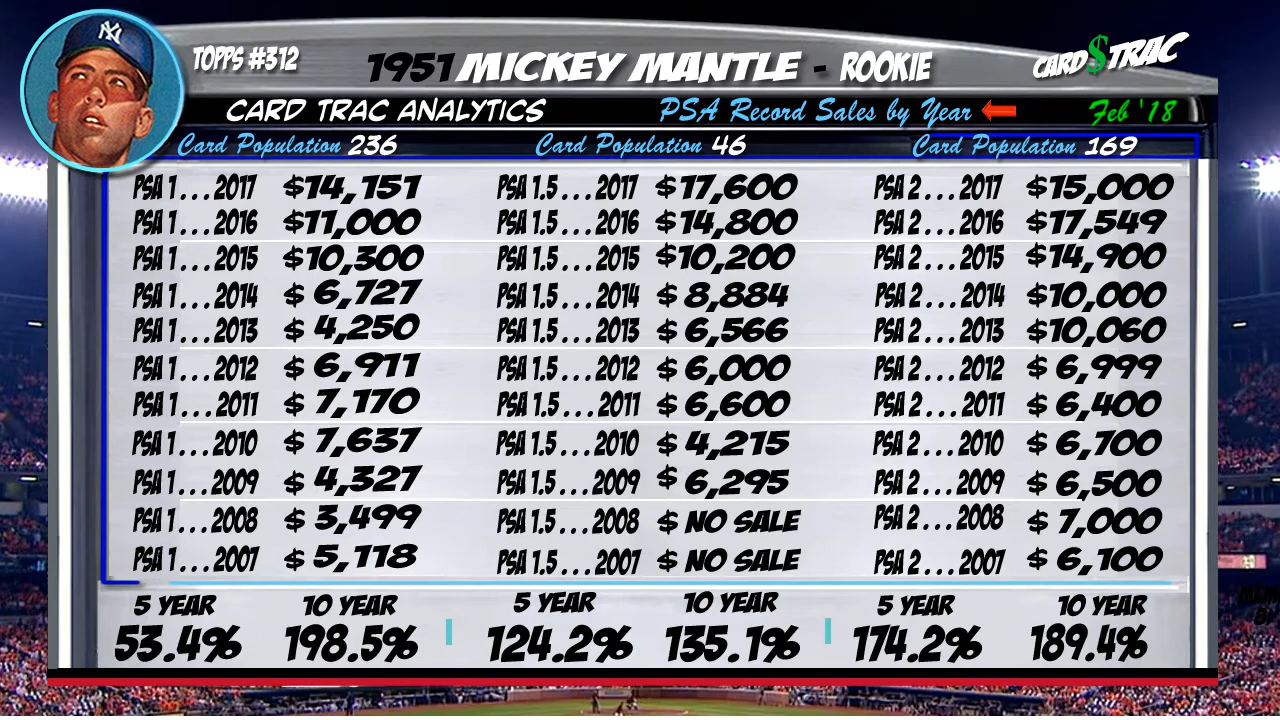 TOPPS #312 1951 MICKEY MANTLE - ROOKIE CARD $ TRAC
CARD TRAC ANALYTICS PSA Record Sales by Year Feb '18
Card Population 236 Card Population 46 Card Population 169
PSA 1...2017 $14,151 PSA 1.5...2017 $17,600 PSA 2...2017 $15,000
PSA 1...2016 $11,000 PSA 1.5...2016 $14,800 PSA 2...2016 $17,549
PSA 1...2015 $10,300 PSA 1.5...2015 $10,200 PSA 2...2015 $14,900
PSA 1...2014 $ 6,727 PSA 1.5...2014 $ 8,884 PSA 2...2014 $10,000
PSA 1...2013 $ 4,250 PSA 1.5...2013 $ 6,566 PSA 2...2013 $10,060
PSA 1...2012 $ 6,911 PSA 1.5...2012 $ 6,000 PSA 2...2012 $ 6,999
PSA 1...2011 $ 7,170 PSA 1.5...2011 $ 6,600 PSA 2...2011 $ 6,400
PSA 1...2010 $ 7,637 PSA 1.5...2010 $ 4,215 PSA 2...2010 $ 6,700
PSA 1...2009 $ 4,327 PSA 1.5...2009 $ 6,295 PSA 2...2009 $ 6,500
PSA 1...2008 $ 3,499 PSA 1.5...2008 $ NO SALE PSA 2...2008 $ 7,000
PSA 1...2007 $ 5,118 PSA 1.5...2007 $ NO SALE PSA 2...2007 $ 6,100
5 YEAR 10 YEAR 5 YEAR 10 YEAR 5 YEAR 10 YEAR
53.4% 198.5% 124.2% 135.1% 174.2% 189.4%